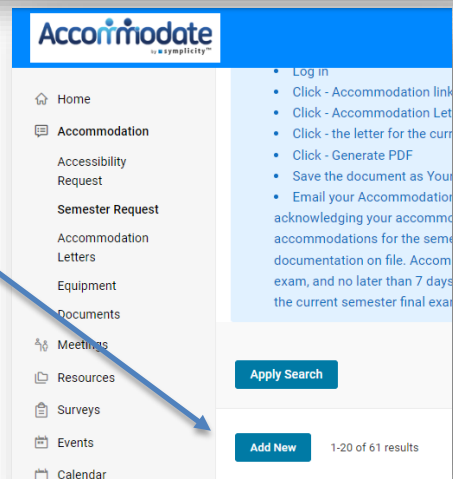 Accommodate
by symplicity™
Home
Accommodation
Accessibility
Request
Semester Request
Accommodation
Letters
Equipment
Documents
Meetings
Resources
Surveys
Events
Calendar
• Log in
• Click - Accommodation link
• Click - Accommodation Let
• Click - the letter for the curr
• Click - Generate PDF
• Save the document as Your
• Email your Accommodation
acknowledging your accommo
accommodations for the seme
documentation on file. Accom
exam, and no later than 7 days
the current semester final exar
Apply Search
Add New 1-20 of 61 results